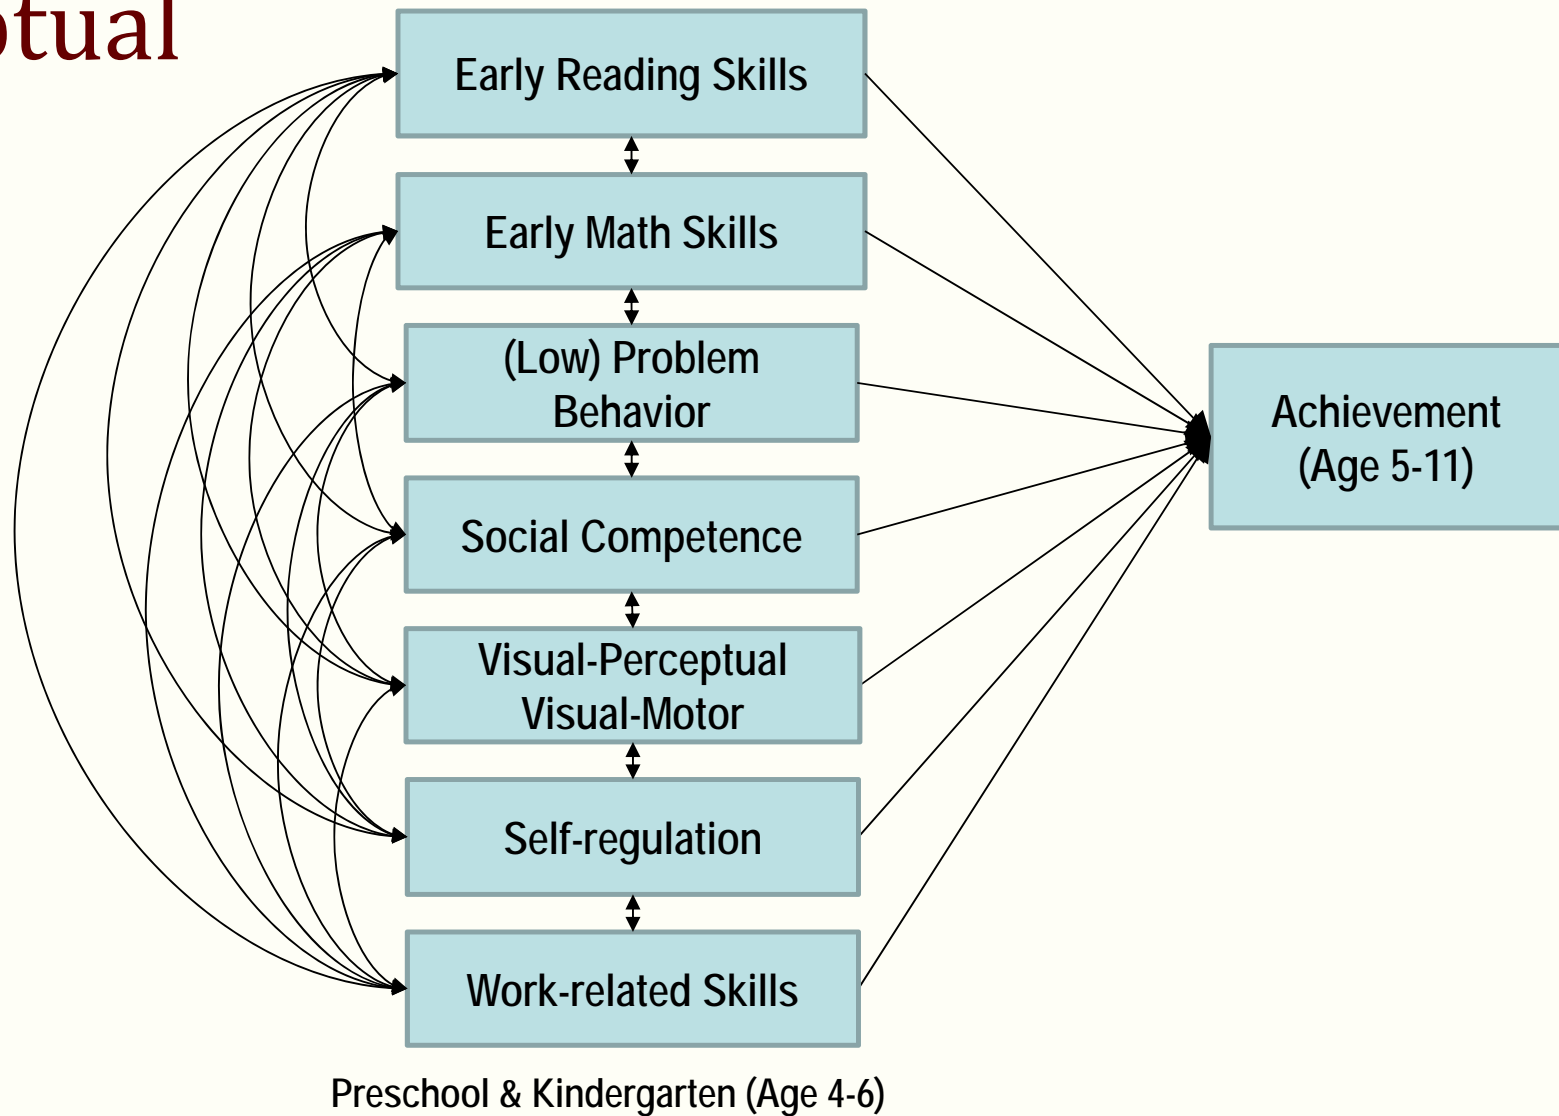 Early Reading Skills
Early Math Skills
(Low) Problem
Behavior
Social Competence
Visual-Perceptual
Visual-Motor
Self-regulation
Work-related Skills
Preschool & Kindergarten (Age 4-6)
Achievement
(Age 5-11)